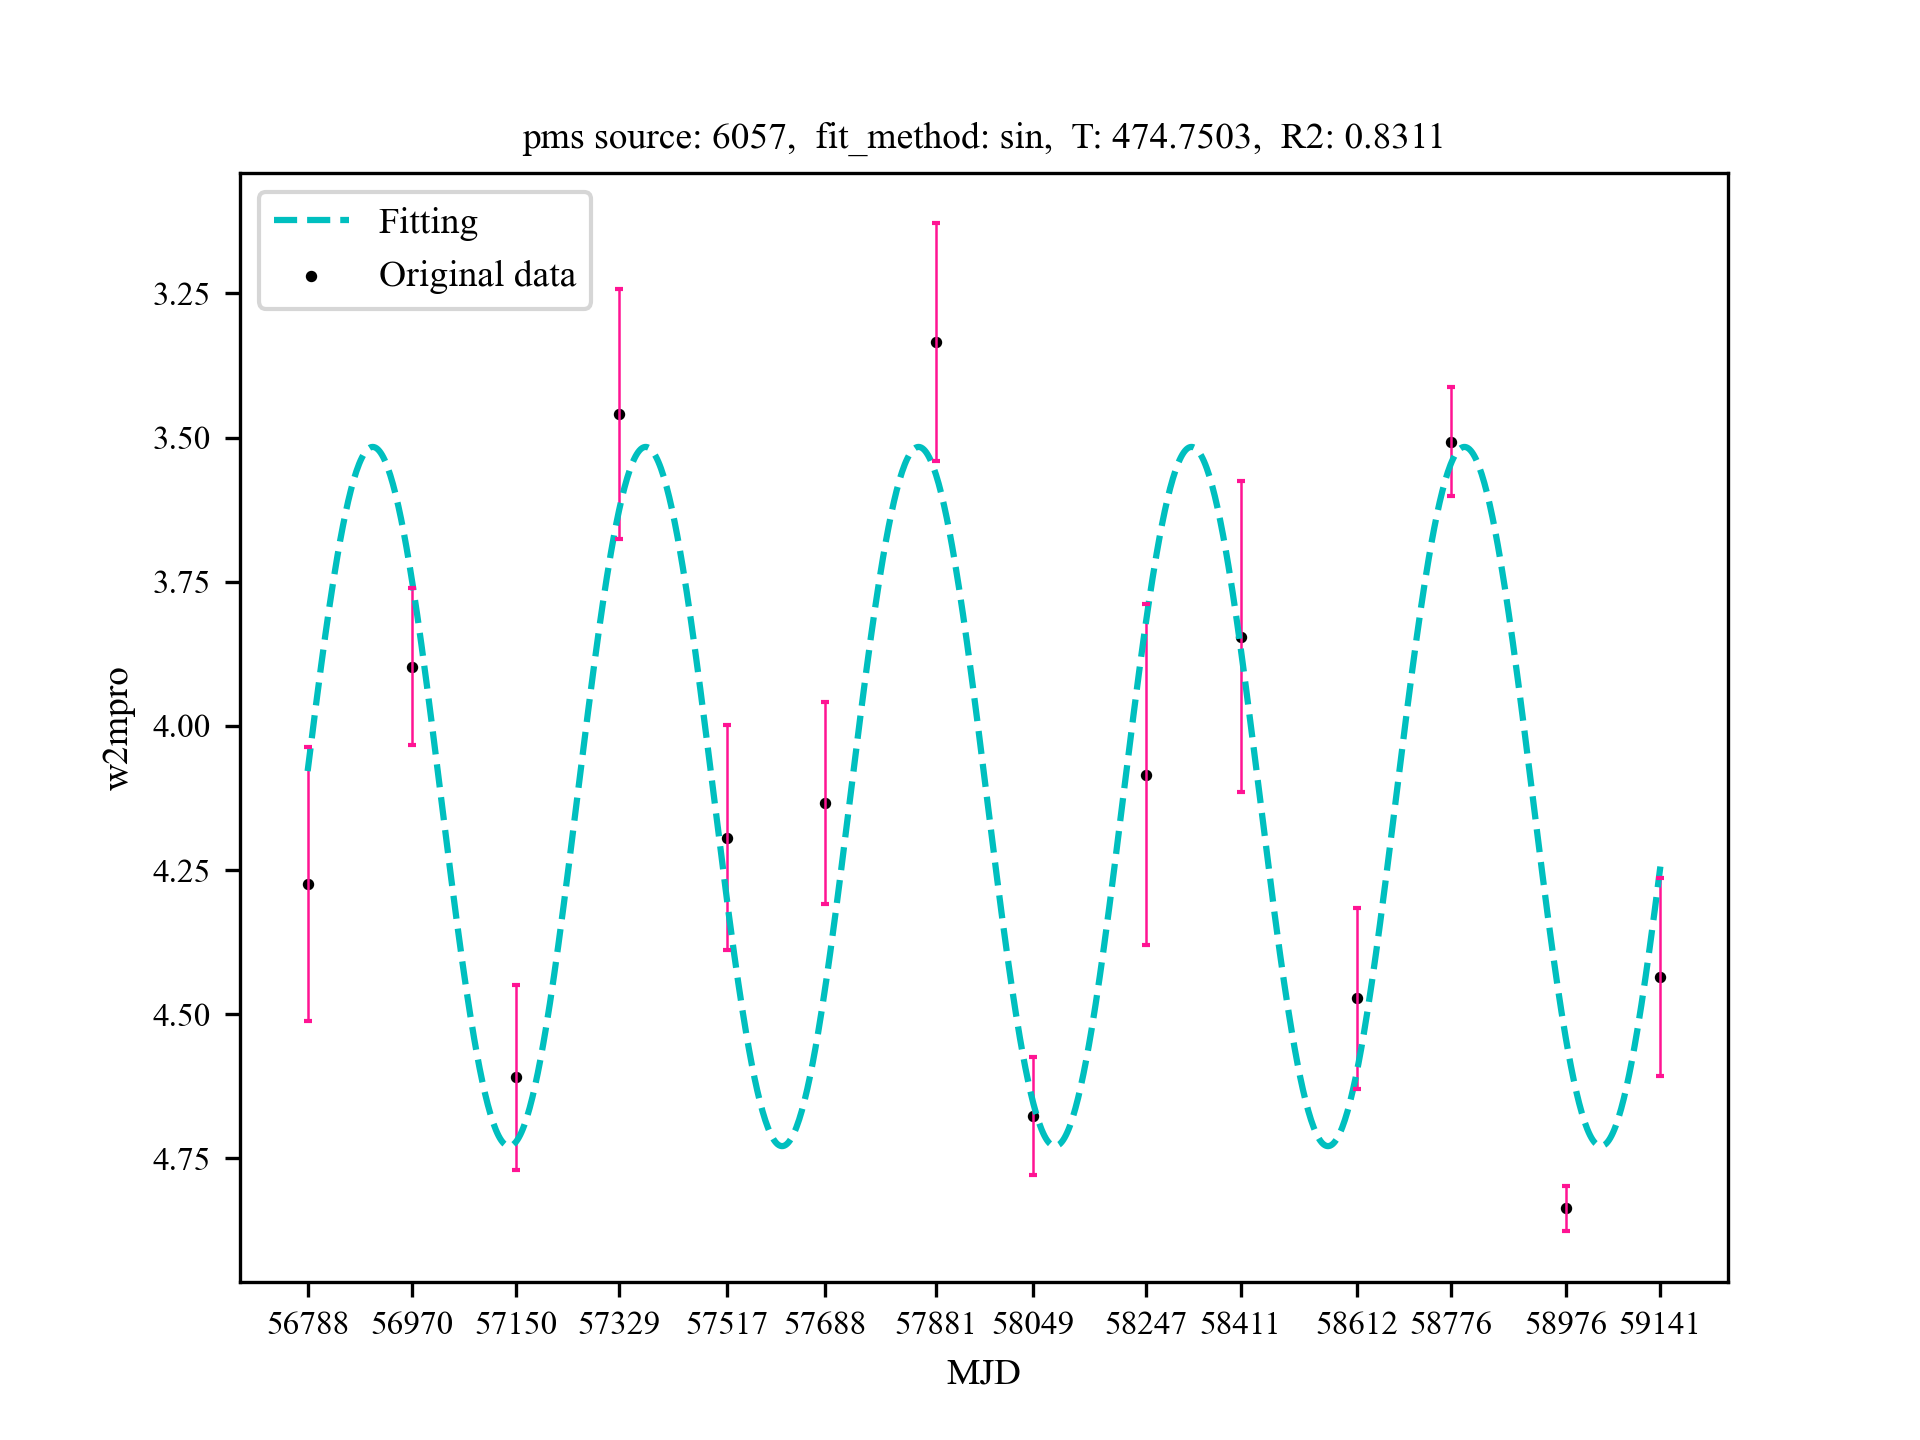 pms source: 6057,  fit_method: sin,  T: 474.7503,  R2: 0.8311
Fitting
Original data
3.25
3.50
3.75
4.00
4.25
4.50
4.75
w2mpro
56788 56970 57150 57329 57517 57688 57881 58049 58247 58411 58612 58776 58976 59141
MJD